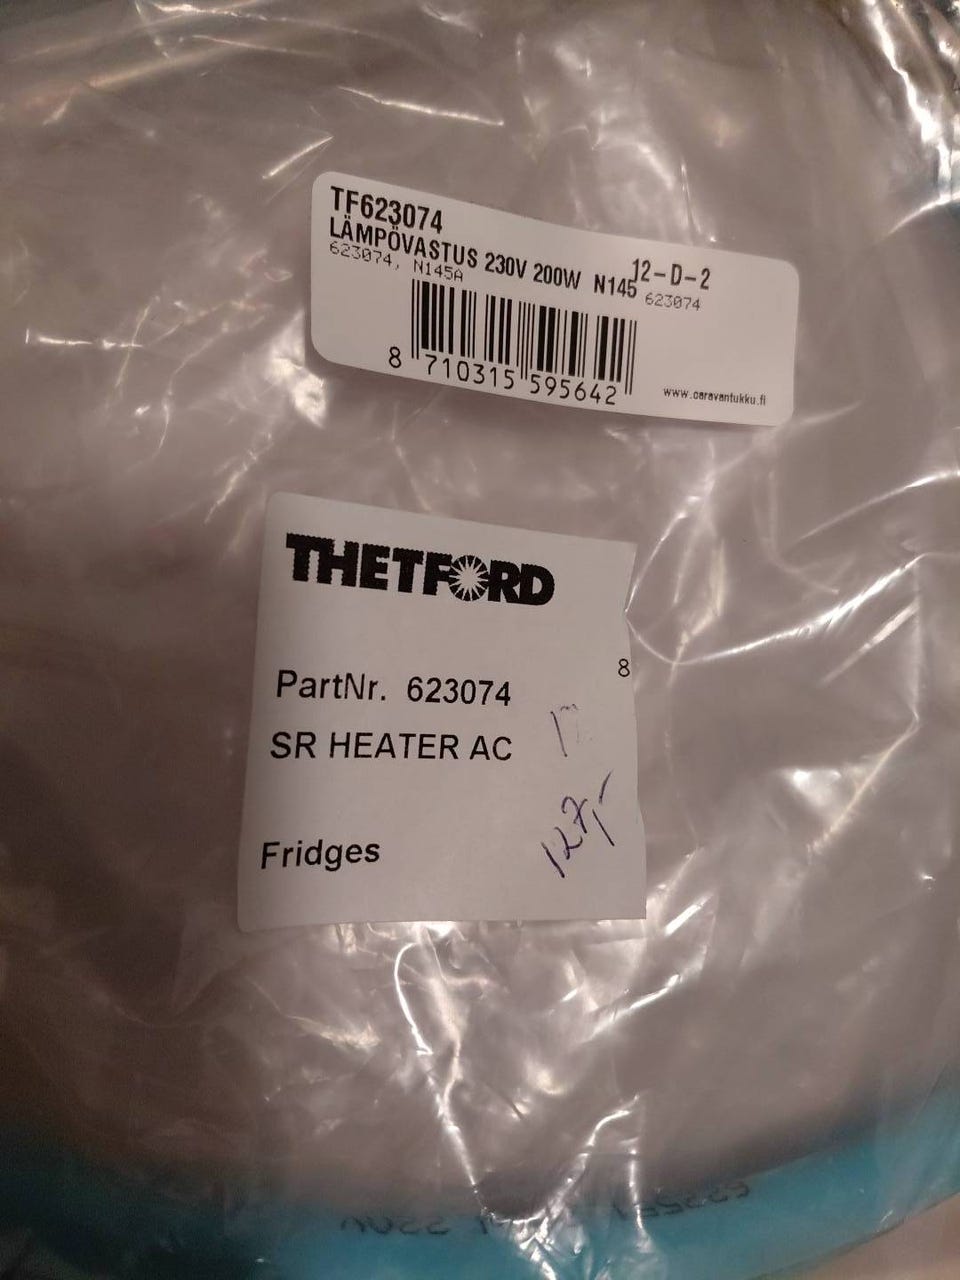 TF623074
LÄMPÖVASTUS 230V 200W N145
12-D-2
623074, N145A
623074
8 710315 595642
www.caravantukku.fi
THETFORD
8
PartNr. 623074
SR HEATER AC
127,-
Fridges